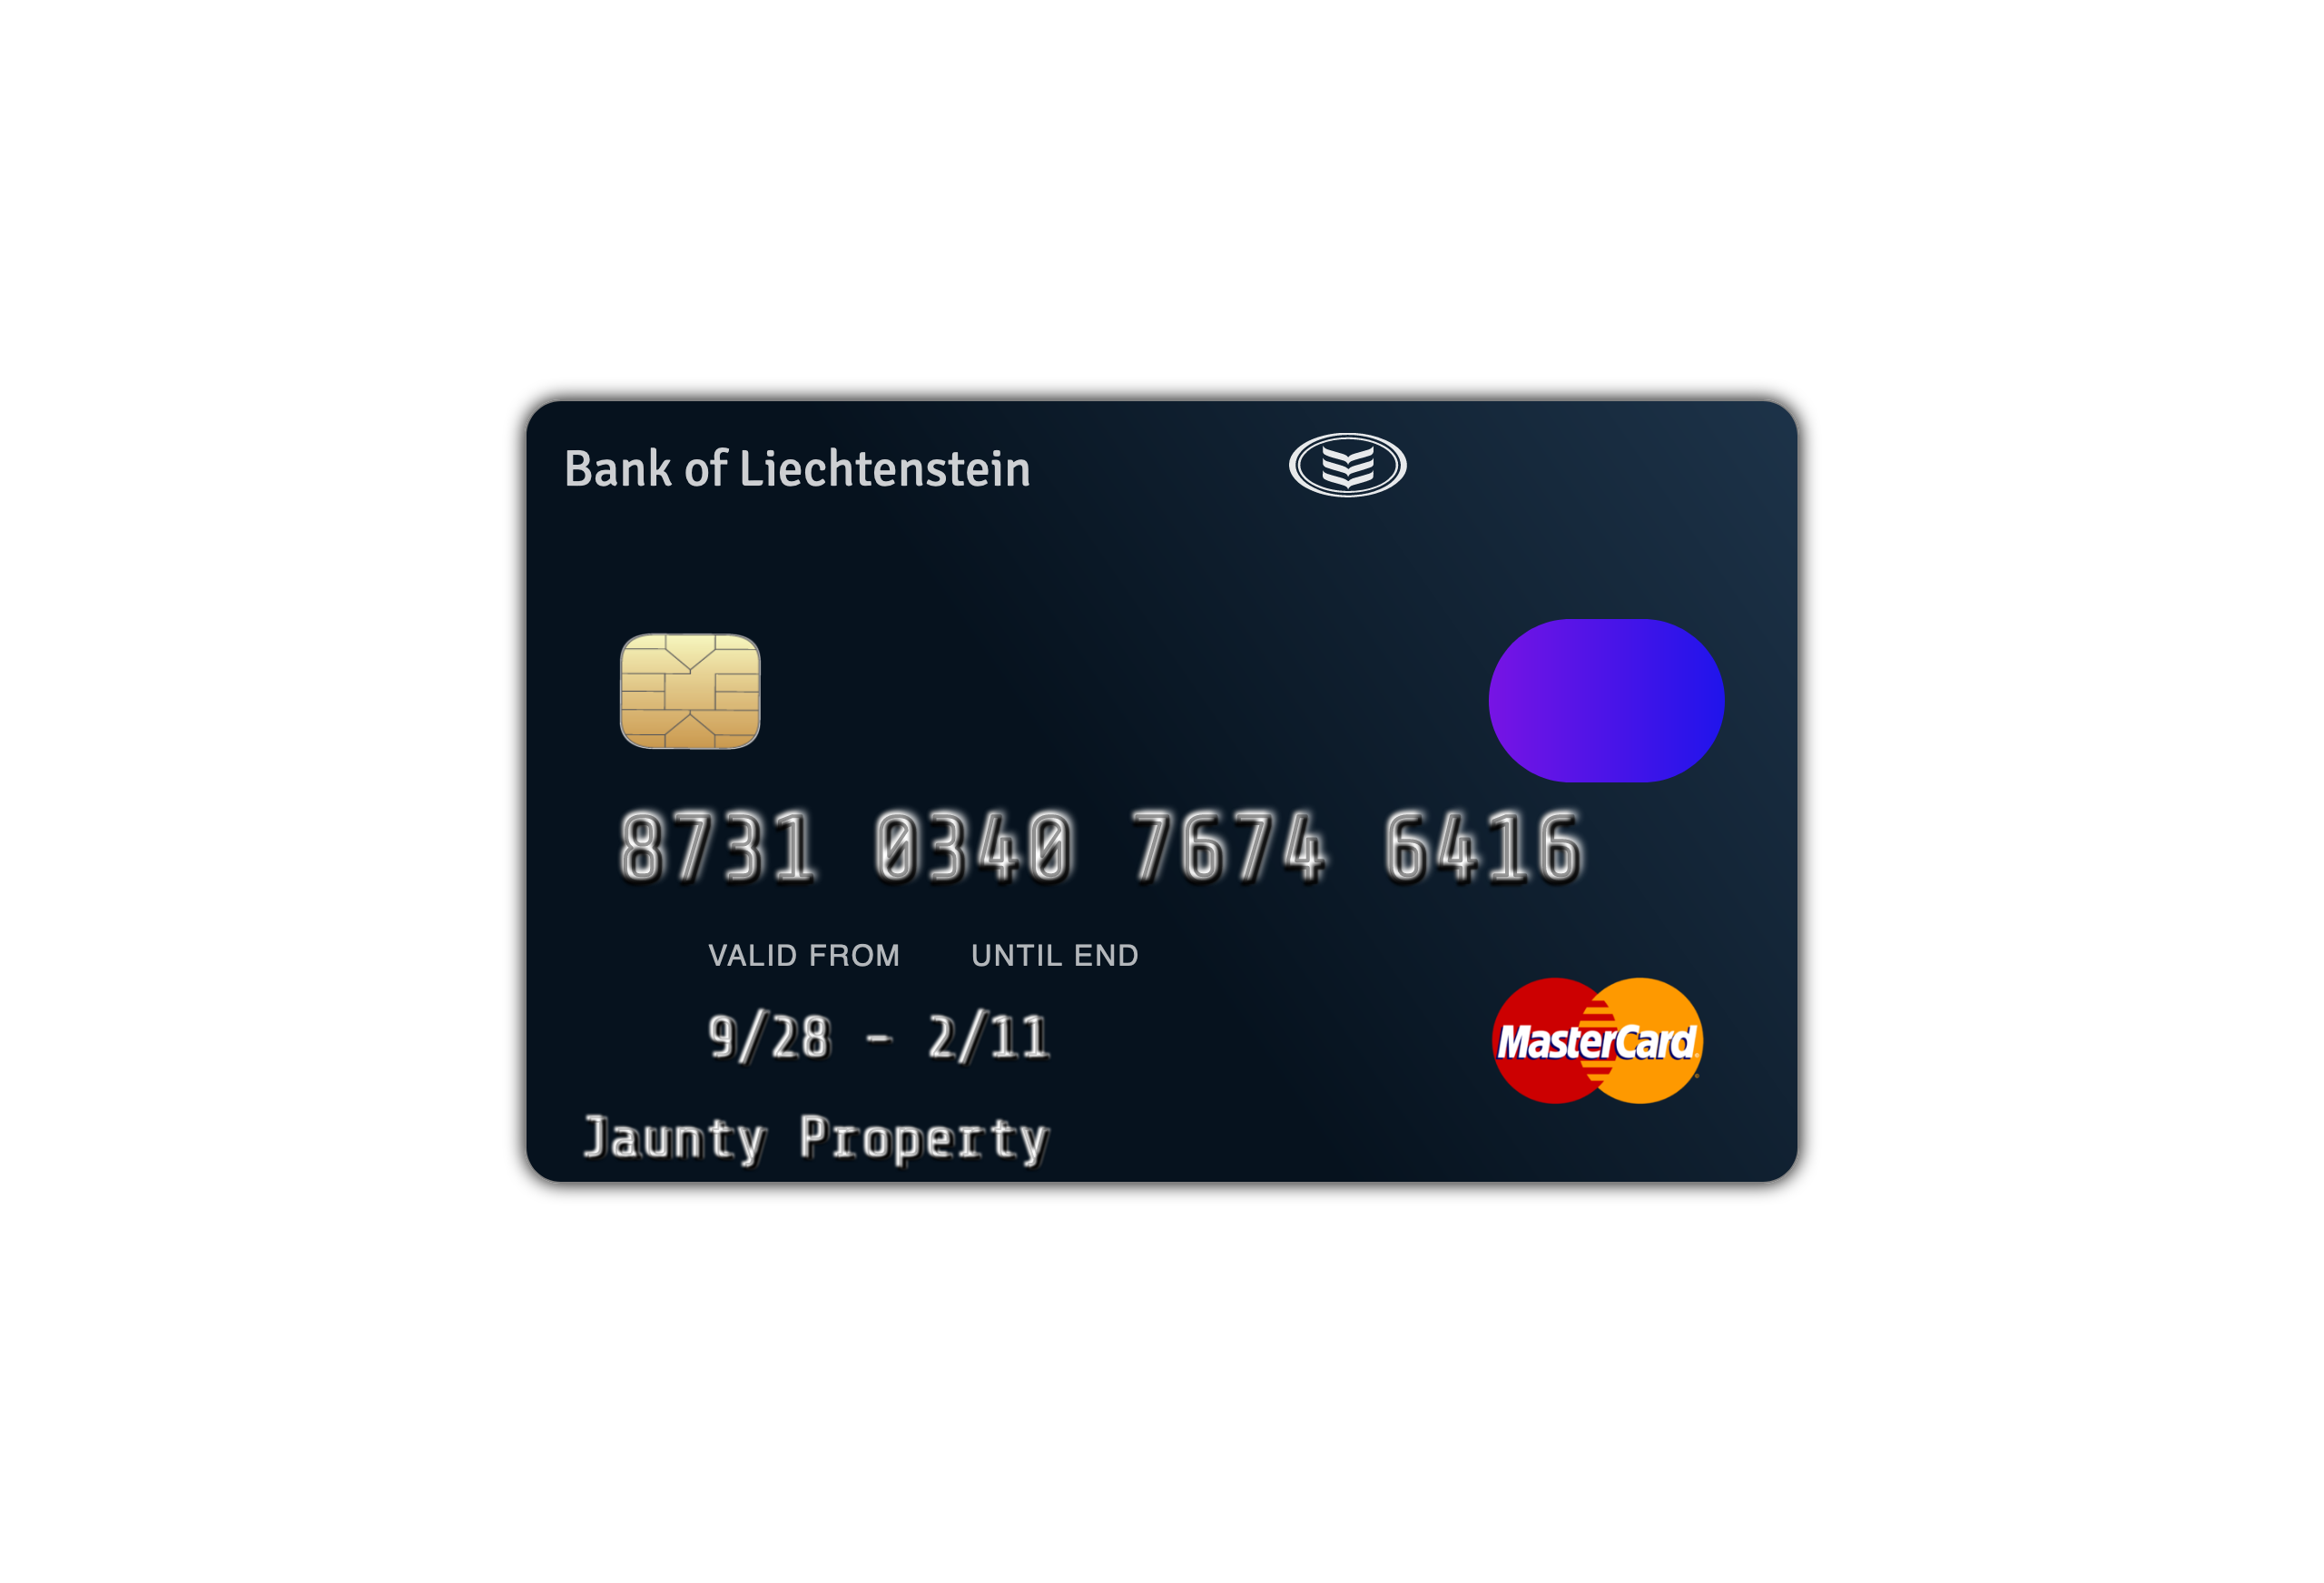 Bank of Liechtenstein
8731 0340 7674 6416
VALID FROM UNTIL END
9/28 - 2/11
MasterCard
Jaunty Property